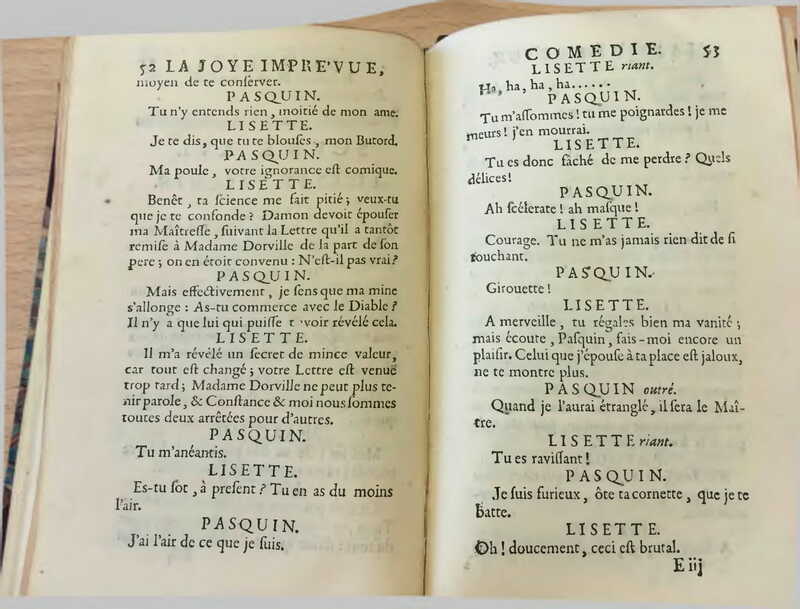 52 LA JOYE IMPRE'VUE,
moyen de te conſerver.
PASQUIN.
Tu n'y entends rien, moitié de mon ame.
LISETTE.
Je te dis, que tu te blouſes, mon Butord.
PASQUIN.
Ma poule, votre ignorance eſt comique.
LISETTE.
Benêt, ta ſcience me fait pitié; veux-tu
que je te confonde? Damon devoit épouſer
ma Maîtreſſe, ſuivant la Lettre qu'il a tantôt
remiſe à Madame Dorville de la part de ſon
pere; on en étoit convenu: N'eſt-il pas vrai?
PASQUIN.
Mais effectivement, je ſens que ma mine
s'allonge: As-tu commerce avec le Diable?
Il n'y a que lui qui puiſſe t'voir révélé cela.
LISETTE.
Il m'a révélé un ſecret de mince valeur,
car tout eſt changé; votre Lettre eſt venuë
trop tard; Madame Dorville ne peut plus te-
nir parole, & Conſtance & moi nous ſommes
toutes deux arrêtées pour d'autres.
PASQUIN.
Tu m'anéantis.
LISETTE.
Es-tu ſot, à preſent? Tu en as du moins
l'air.
PASQUIN.
J'ai l'air de ce que je ſuis.
COMEDIE. 53
LISETTE riant.
Ha, ha, ha, ha......
PASQUIN.
Tu m'aſſommes! tu me poignardes! je me
meurs! j'en mourrai.
LISETTE.
Tu es donc fâché de me perdre? Quels
délices!
PASQUIN.
Ah ſcélerate! ah maſque!
LISETTE.
Courage. Tu ne m'as jamais rien dit de ſi
touchant.
PASQUIN.
Girouette!
LISETTE.
A merveille, tu régales bien ma vanité;
mais écoute, Paſquin, fais-moi encore un
plaiſir. Celui que j'épouſe à ta place eſt jaloux,
ne te montre plus.
PASQUIN outré.
Quand je l'aurai étranglé, il ſera le Maî-
tre.
LISETTE riant.
Tu es raviſſant!
PASQUIN.
Je ſuis furieux, ôte ta cornette, que je te
batte.
LISETTE.
Oh! doucement, ceci eſt brutal.
E iij